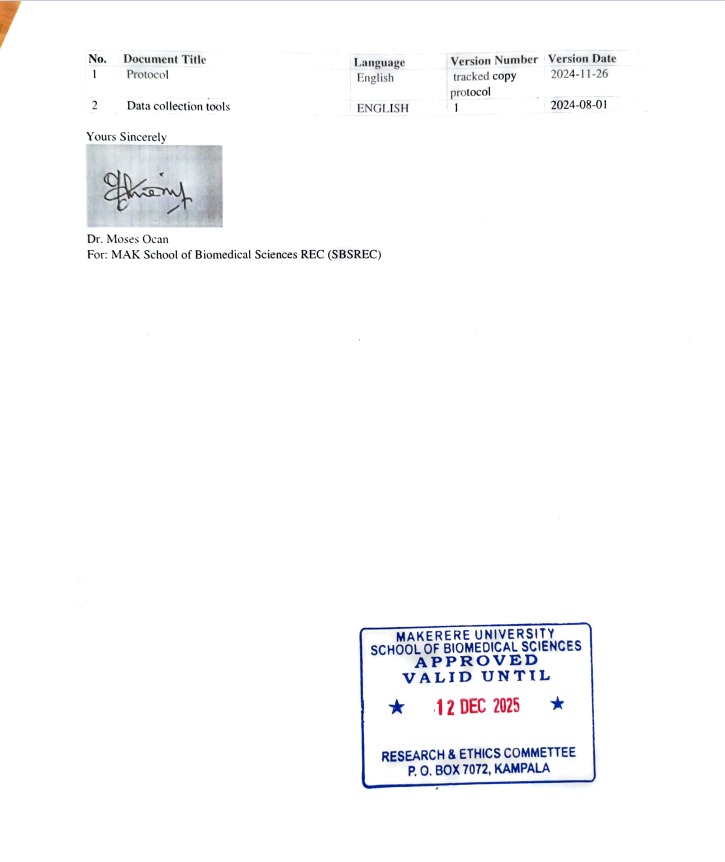 No. Document Title Language Version Number Version Date
1 Protocol English tracked copy protocol 2024-11-26
2 Data collection tools ENGLISH 1 2024-08-01
Yours Sincerely
Dr. Moses Ocan
For: MAK School of Biomedical Sciences REC (SBSREC)
MAKERERE UNIVERSITY
SCHOOL OF BIOMEDICAL SCIENCES
APPROVED
VALID UNTIL
★ 12 DEC 2025 ★
RESEARCH & ETHICS COMMETTEE
P. O. BOX 7072, KAMPALA